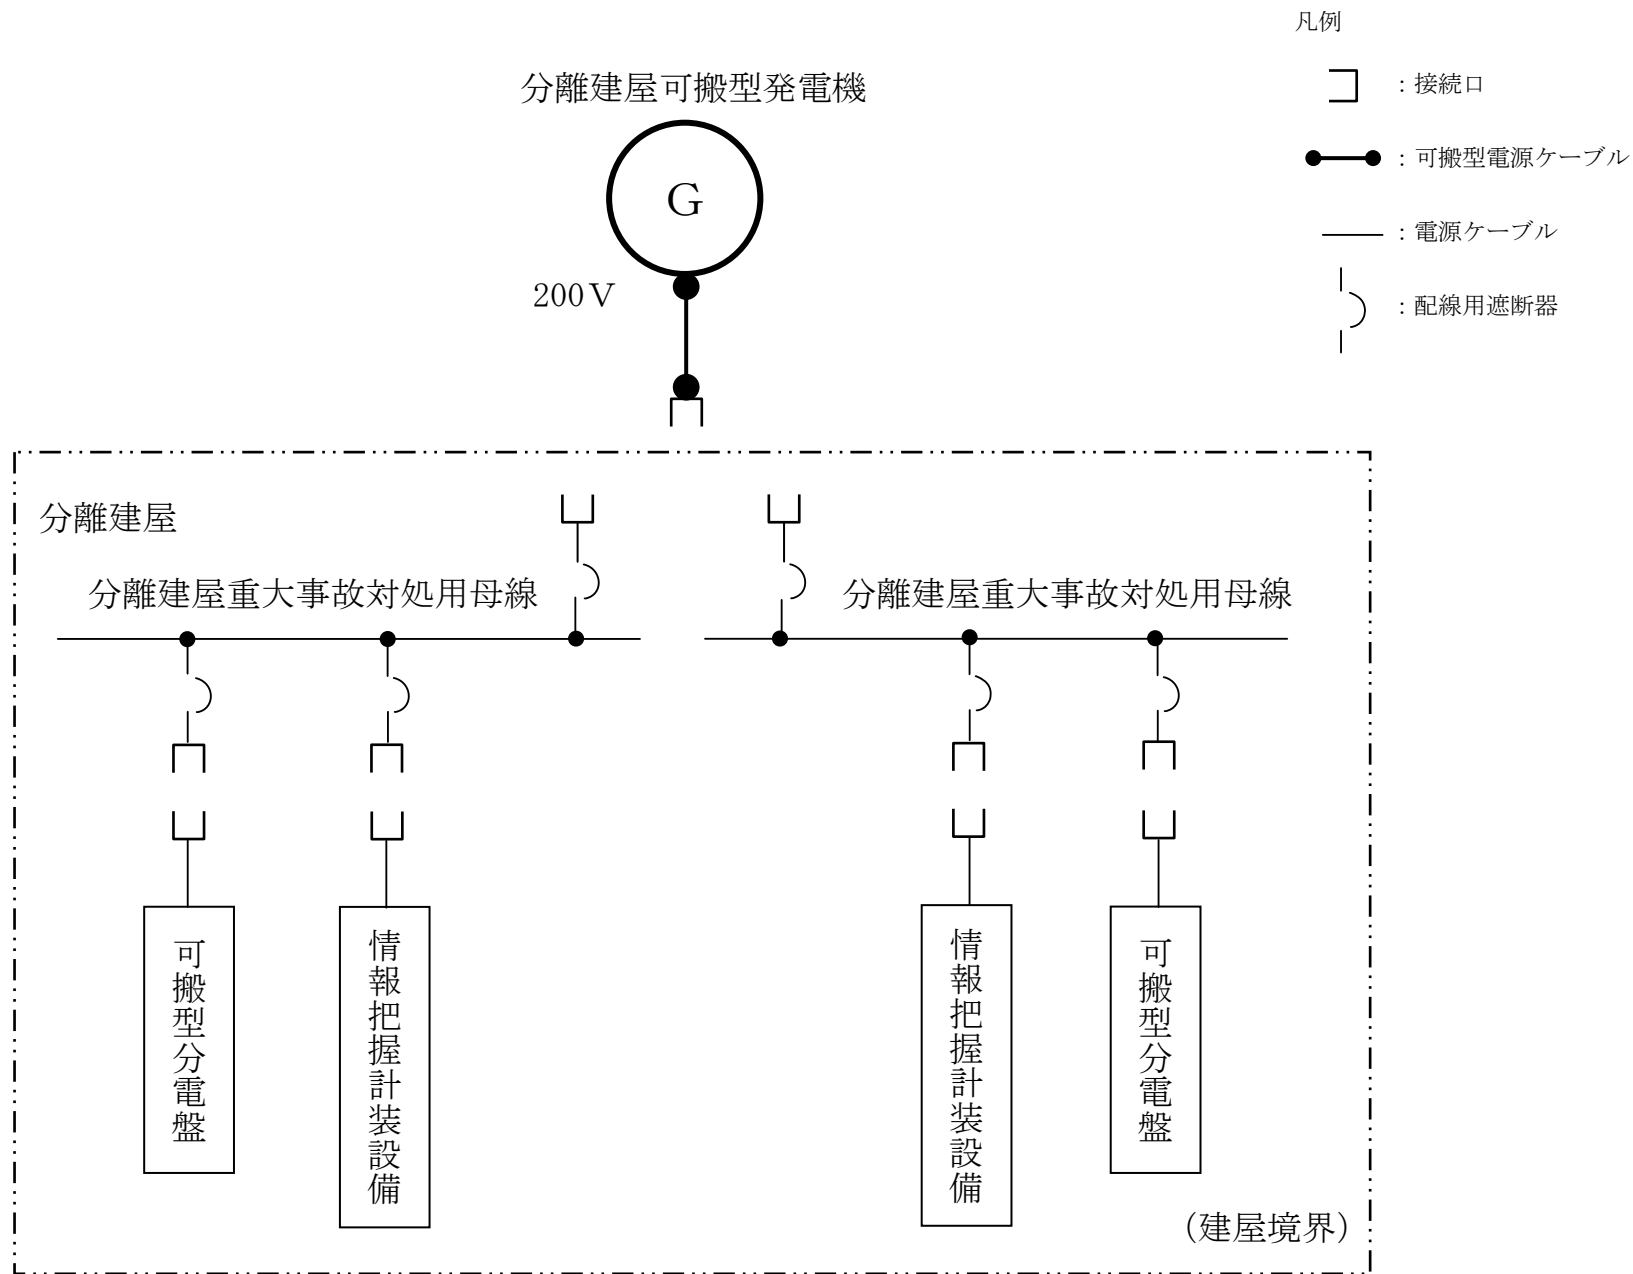 凡例
：接続口
：可搬型電源ケーブル
：電源ケーブル
：配線用遮断器
分離建屋可搬型発電機
G
200V
分離建屋
分離建屋重大事故対処用母線
分離建屋重大事故対処用母線
可搬型分電盤
情報把握計装設備
情報把握計装設備
可搬型分電盤
（建屋境界）